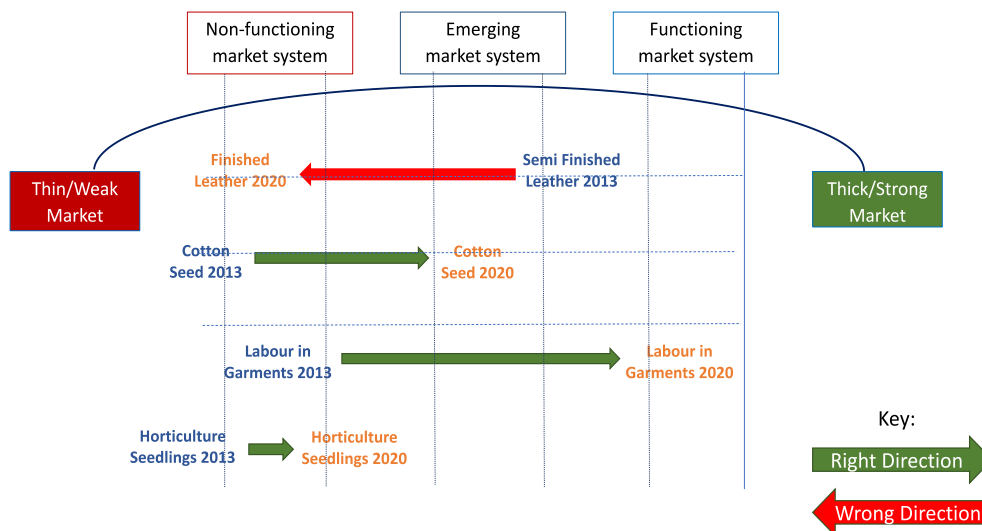 Non-functioning
market system
Emerging
market system
Functioning
market system
Thin/Weak
Market
Thick/Strong
Market
Finished
Leather 2020
Semi Finished
Leather 2013
Cotton
Seed 2013
Cotton
Seed 2020
Labour in
Garments 2013
Labour in
Garments 2020
Horticulture
Seedlings 2013
Horticulture
Seedlings 2020
Key:
Right Direction
Wrong Direction